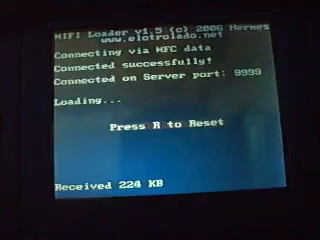 WIFI Loader v1.5 (c) 2006 Hermes
www.elotrolado.net
Connecting via WFC data
Connected successfully!
Connected on Server port: 9999
Loading...
Press R to Reset
Received 224 KB